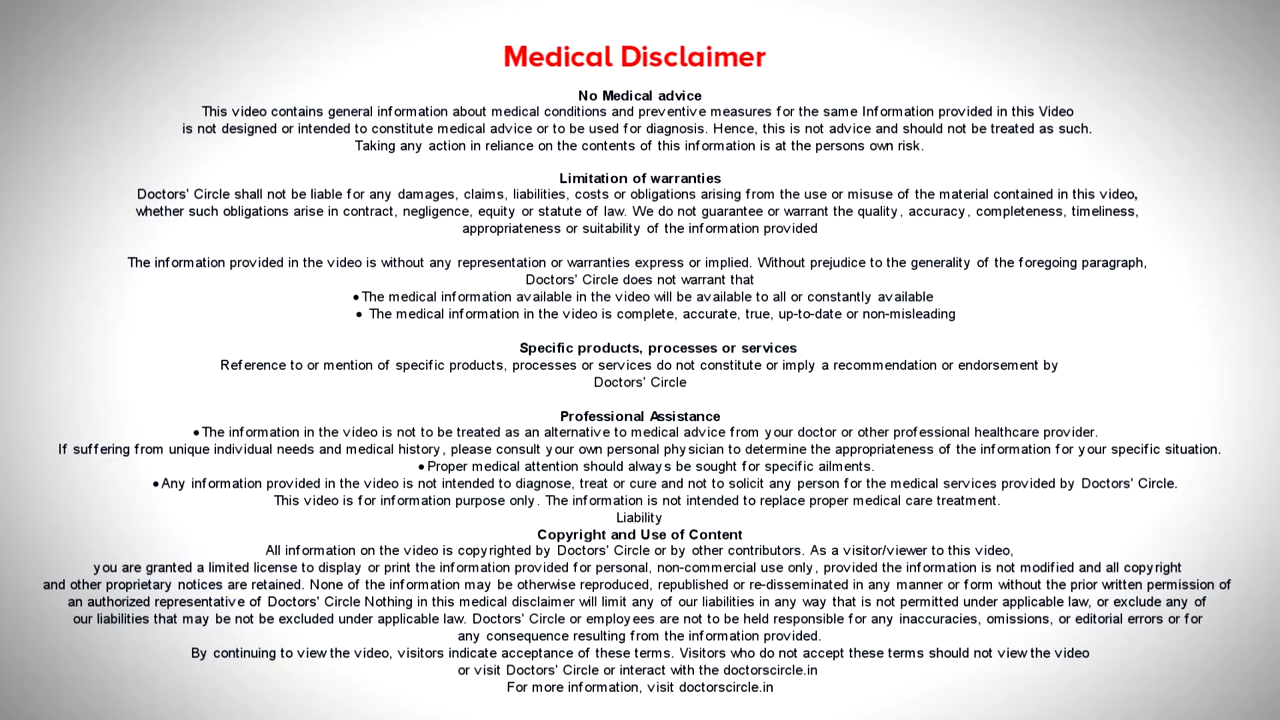 Medical Disclaimer
No Medical advice
This video contains general information about medical conditions and preventive measures for the same Information provided in this Video
is not designed or intended to constitute medical advice or to be used for diagnosis. Hence, this is not advice and should not be treated as such.
Taking any action in reliance on the contents of this information is at the persons own risk.
Limitation of warranties
Doctors' Circle shall not be liable for any damages, claims, liabilities, costs or obligations arising from the use or misuse of the material contained in this video,
whether such obligations arise in contract, negligence, equity or statute of law. We do not guarantee or warrant the quality, accuracy, completeness, timeliness,
appropriateness or suitability of the information provided
The information provided in the video is without any representation or warranties express or implied. Without prejudice to the generality of the foregoing paragraph,
Doctors' Circle does not warrant that
•The medical information available in the video will be available to all or constantly available
• The medical information in the video is complete, accurate, true, up-to-date or non-misleading
Specific products, processes or services
Reference to or mention of specific products, processes or services do not constitute or imply a recommendation or endorsement by
Doctors' Circle
Professional Assistance
•The information in the video is not to be treated as an alternative to medical advice from your doctor or other professional healthcare provider.
If suffering from unique individual needs and medical history, please consult your own personal physician to determine the appropriateness of the information for your specific situation.
•Proper medical attention should always be sought for specific ailments.
•Any information provided in the video is not intended to diagnose, treat or cure and not to solicit any person for the medical services provided by Doctors' Circle.
This video is for information purpose only. The information is not intended to replace proper medical care treatment.
Liability
Copyright and Use of Content
All information on the video is copyrighted by Doctors' Circle or by other contributors. As a visitor/viewer to this video,
you are granted a limited license to display or print the information provided for personal, non-commercial use only, provided the information is not modified and all copyright
and other proprietary notices are retained. None of the information may be otherwise reproduced, republished or re-disseminated in any manner or form without the prior written permission of
an authorized representative of Doctors' Circle Nothing in this medical disclaimer will limit any of our liabilities in any way that is not permitted under applicable law, or exclude any of
our liabilities that may be not be excluded under applicable law. Doctors' Circle or employees are not to be held responsible for any inaccuracies, omissions, or editorial errors or for
any consequence resulting from the information provided.
By continuing to view the video, visitors indicate acceptance of these terms. Visitors who do not accept these terms should not view the video
or visit Doctors' Circle or interact with the doctorscircle.in
For more information, visit doctorscircle.in